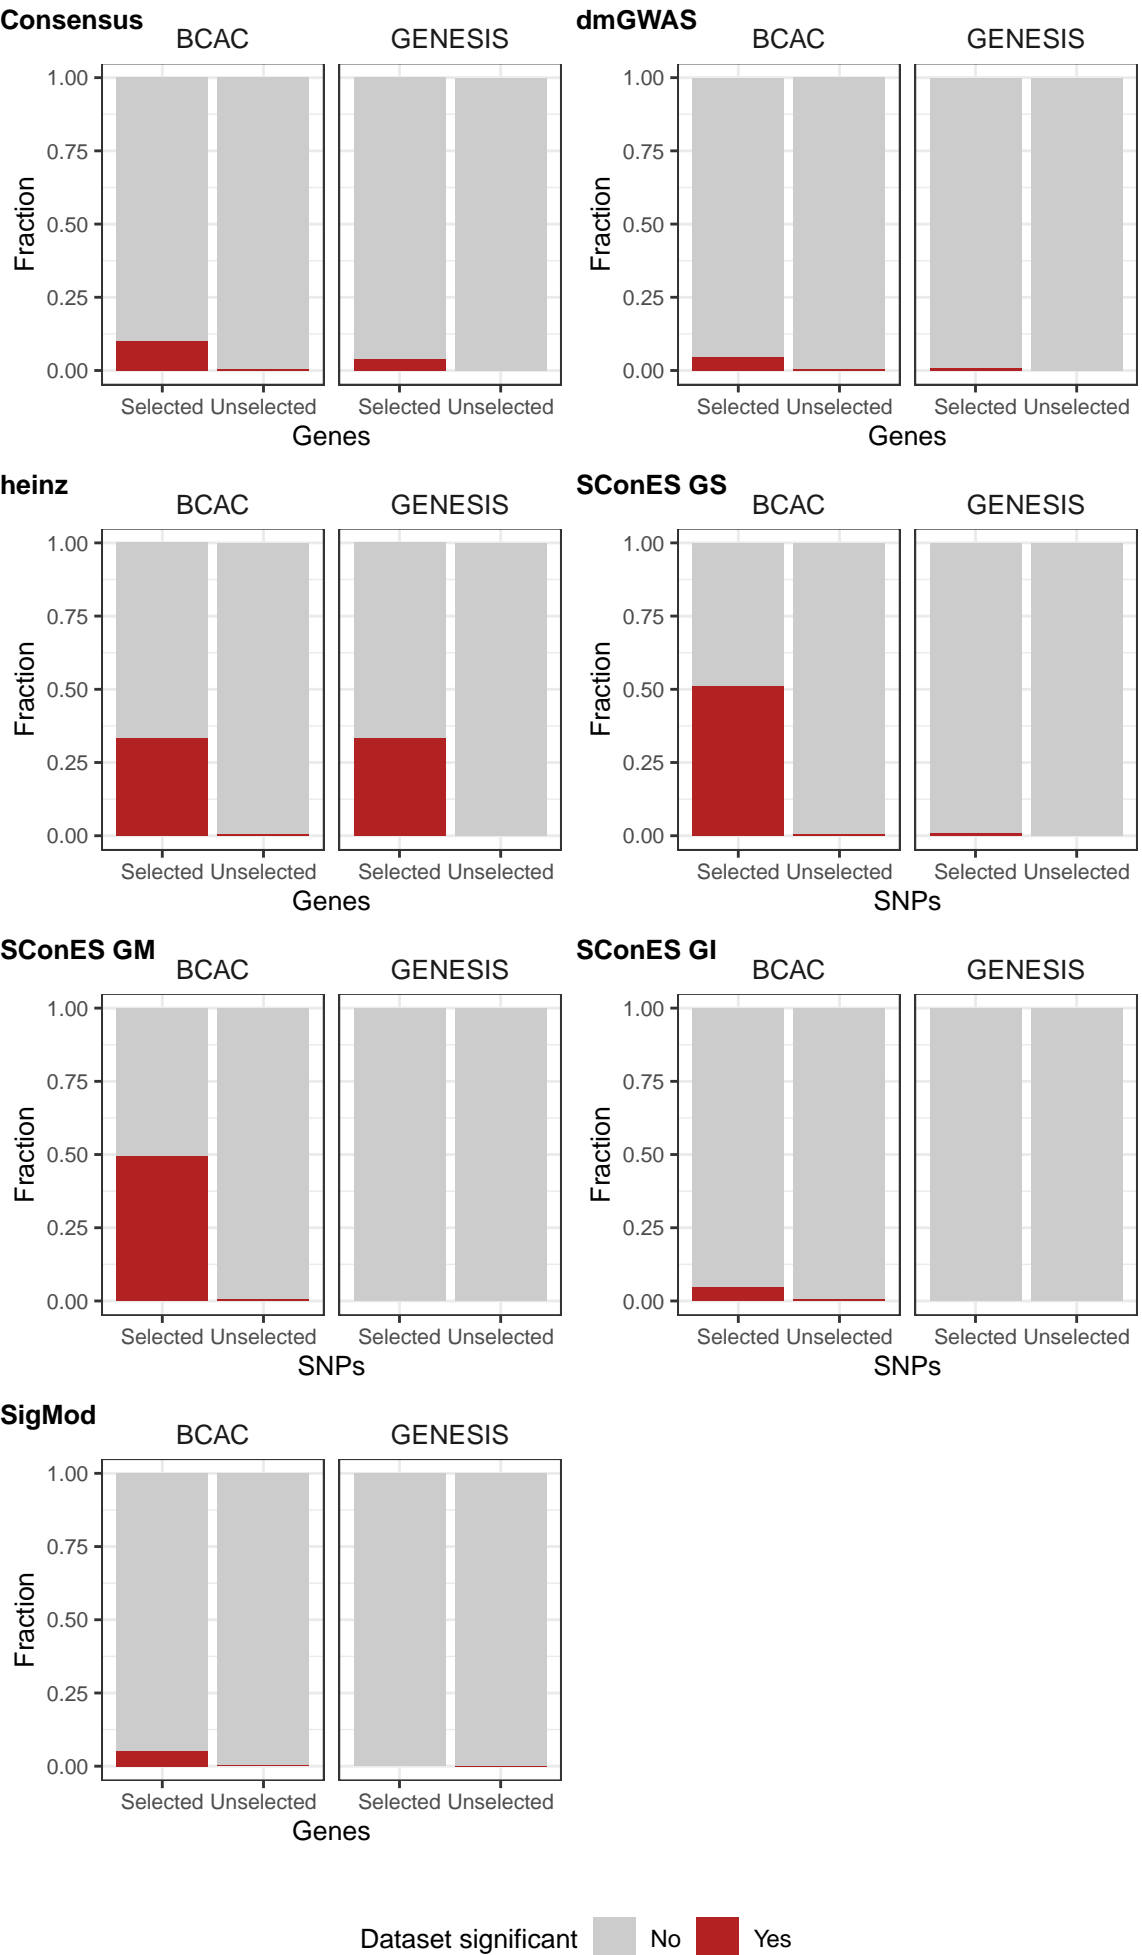 Consensus
BCAC GENESIS
Fraction
1.00
0.75
0.50
0.25
0.00
Selected Unselected Selected Unselected
Genes
dmGWAS
BCAC GENESIS
Fraction
1.00
0.75
0.50
0.25
0.00
Selected Unselected Selected Unselected
Genes
heinz
BCAC GENESIS
Fraction
1.00
0.75
0.50
0.25
0.00
Selected Unselected Selected Unselected
Genes
SConES GS
BCAC GENESIS
Fraction
1.00
0.75
0.50
0.25
0.00
Selected Unselected Selected Unselected
SNPs
SConES GM
BCAC GENESIS
Fraction
1.00
0.75
0.50
0.25
0.00
Selected Unselected Selected Unselected
SNPs
SConES GI
BCAC GENESIS
Fraction
1.00
0.75
0.50
0.25
0.00
Selected Unselected Selected Unselected
SNPs
SigMod
BCAC GENESIS
Fraction
1.00
0.75
0.50
0.25
0.00
Selected Unselected Selected Unselected
Genes
Dataset significant No Yes